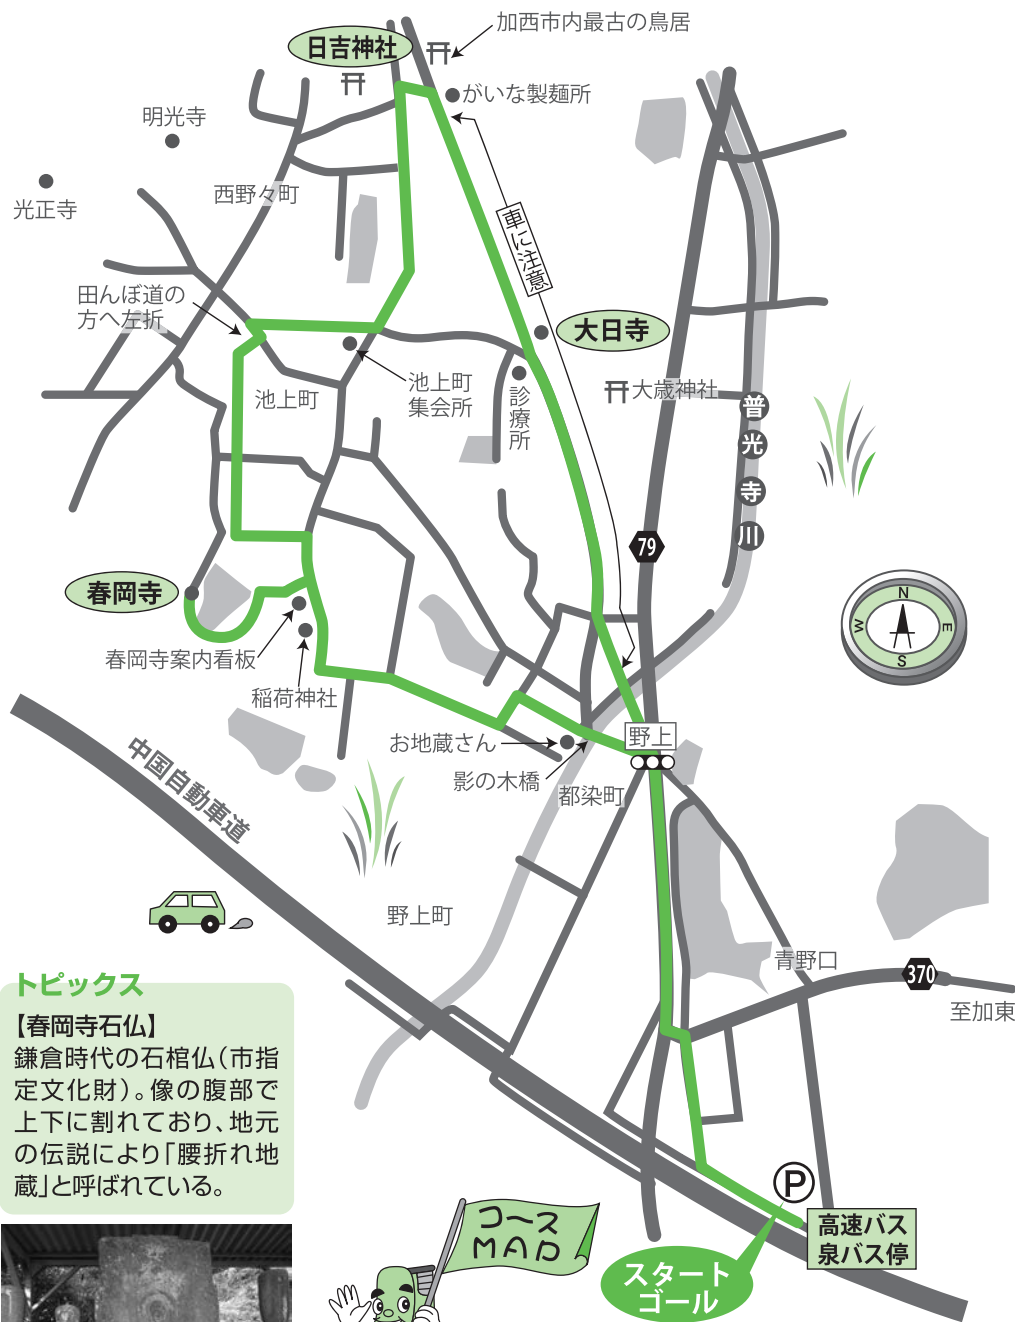 加西市内最古の鳥居
日吉神社
がいな製麺所
明光寺
光正寺
西野々町
車に注意
田んぼ道の
方へ左折
大日寺
池上町
池上町
集会所
診療所
大歳神社
普光寺川
79
春岡寺
春岡寺案内看板
稲荷神社
N
W
E
S
野上
お地蔵さん
影の木橋
都染町
中国自動車道
野上町
青野口
370
至加東
トピックス
【春岡寺石仏】
鎌倉時代の石棺仏(市指
定文化財)。像の腹部で
上下に割れており、地元
の伝説により「腰折れ地
蔵」と呼ばれている。
P
高速バス
泉バス停
コース
MAP
スタート
ゴール